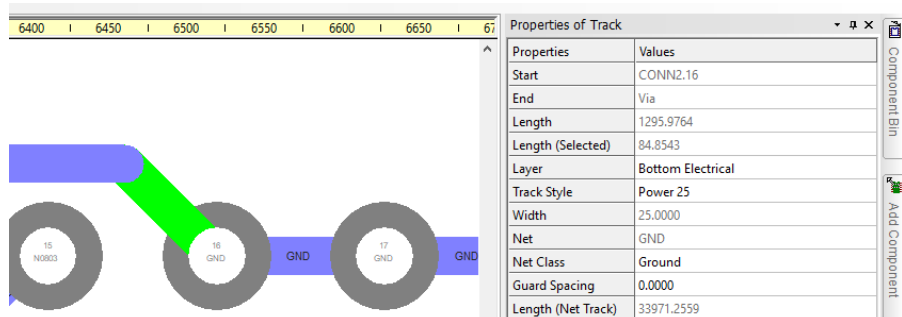 6400 6450 6500 6550 6600 6650 67
Properties of Track
Properties Values
Start CONN2.16
End Via
Length 1295.9764
Length (Selected) 84.8543
Layer Bottom Electrical
Track Style Power 25
Width 25.0000
Net GND
Net Class Ground
Guard Spacing 0.0000
Length (Net Track) 33971.2559
15
N0803
16
GND
GND
17
GND
GND
Component Bin
Add Component